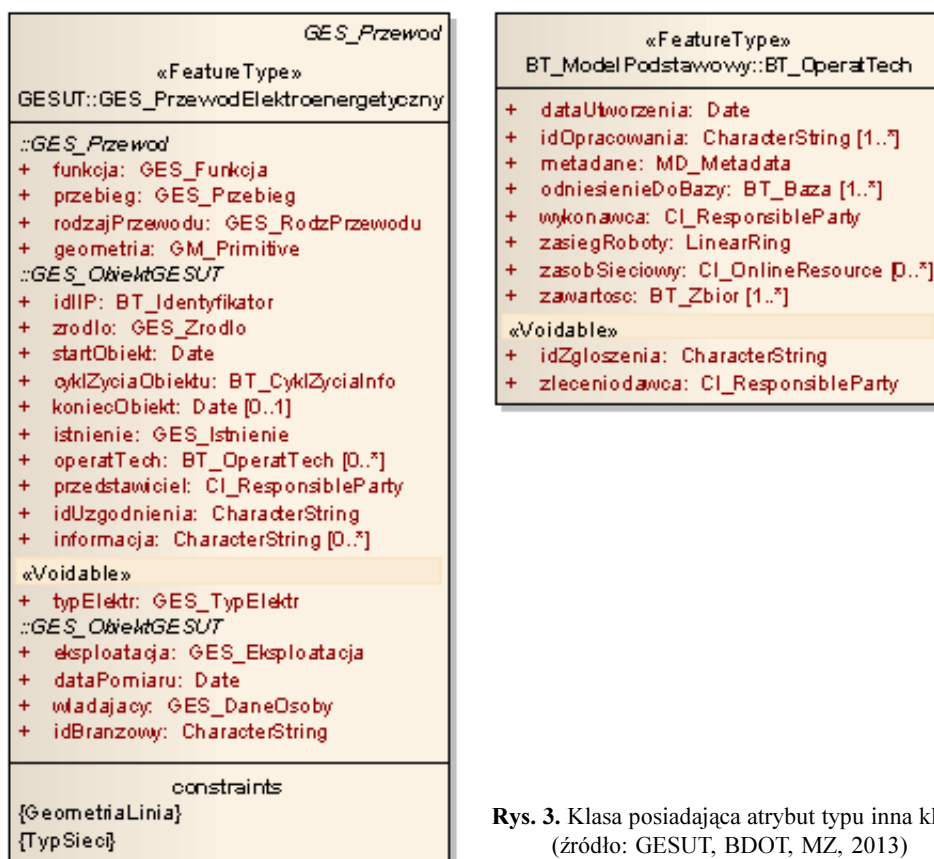 GES_Przewod
«FeatureType»
GESUT::GES_PrzewodElektroenergetyczny
::GES_Przewod
+ funkcja: GES_Funkcja
+ przebieg: GES_Przebieg
+ rodzajPrzewodu: GES_RodzPrzewodu
+ geometria: GM_Primitive
::GES_ObiektGESUT
+ idIIP: BT_Identyfikator
+ zrodlo: GES_Zrodlo
+ startObiekt: Date
+ cyklZyciaObiektu: BT_CyklZyciaInfo
+ koniecObiekt: Date [0..1]
+ istnienie: GES_Istnienie
+ operatTech: BT_OperatTech [0..*]
+ przedstawiciel: CI_ResponsibleParty
+ idUzgodnienia: CharacterString
+ informacja: CharacterString [0..*]
«Voidable»
+ typElektr: GES_TypElektr
::GES_ObiektGESUT
+ eksploatacja: GES_Eksploatacja
+ dataPomiaru: Date
+ wladajacy: GES_DaneOsoby
+ idBranzowy: CharacterString
constraints
{GeometriaLinia}
{TypSieci}
«FeatureType»
BT_ModelPodstawowy::BT_OperatTech
+ dataUtworzenia: Date
+ idOpracowania: CharacterString [1..*]
+ metadane: MD_Metadata
+ odniesienieDoBazy: BT_Baza [1..*]
+ wykonawca: CI_ResponsibleParty
+ zasiegRoboty: LinearRing
+ zasobSieciowy: CI_OnlineResource [0..*]
+ zawartosc: BT_Zbior [1..*]
«Voidable»
+ idZgloszenia: CharacterString
+ zleceniodawca: CI_ResponsibleParty
Rys. 3. Klasa posiadająca atrybut typu inna
(źródło: GESUT, BDOT, MZ, 2013)